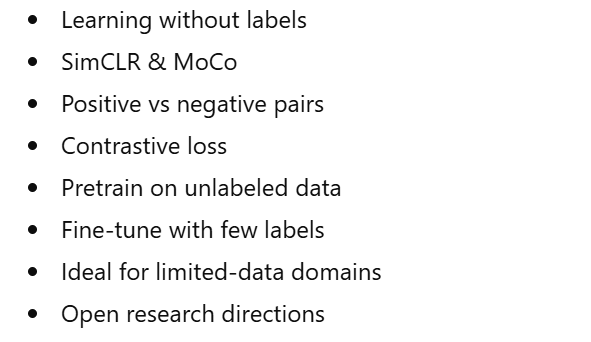 • Learning without labels
• SimCLR & MoCo
• Positive vs negative pairs
• Contrastive loss
• Pretrain on unlabeled data
• Fine-tune with few labels
• Ideal for limited-data domains
• Open research directions